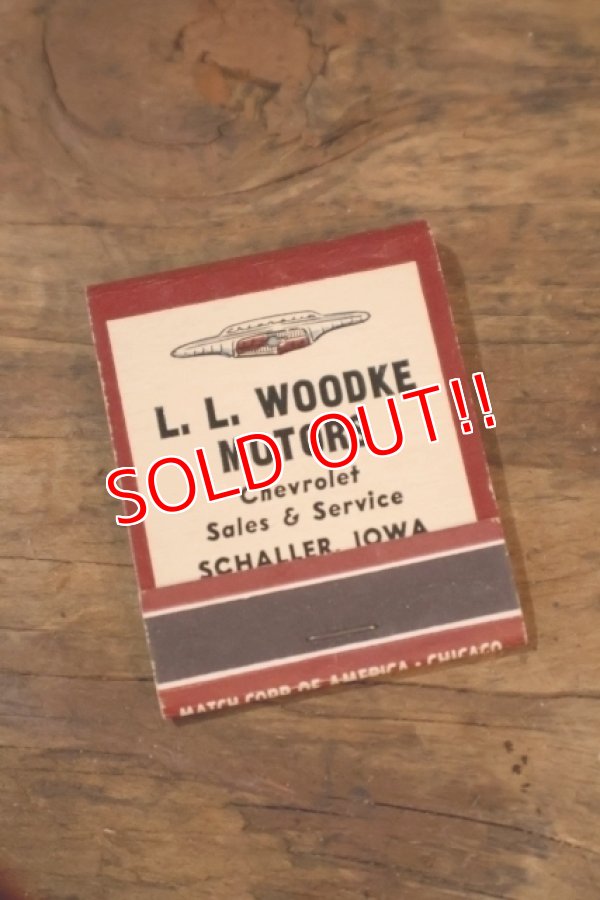 L. L. WOODKE
MOTORS
SOLD OUT!!
Chevrolet
Sales & Service
SCHALLER, IOWA
MATCH CORP. OF AMERICA • CHICAGO